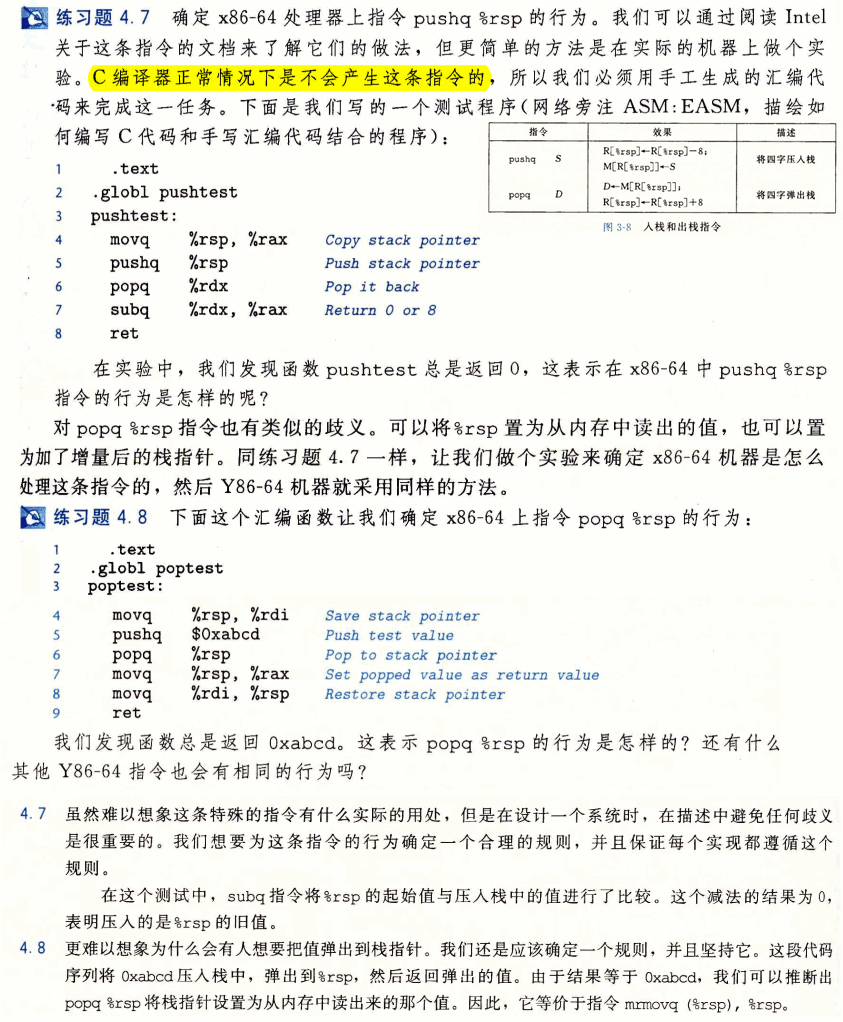 练习题 4.7 确定 x86-64 处理器上指令 pushq %rsp 的行为。我们可以通过阅读 Intel
关于这条指令的文档来了解它们的做法，但更简单的方法是在实际的机器上做个实
验。C 编译器正常情况下是不会产生这条指令的，所以我们必须用手工生成的汇编代
码来完成这一任务。下面是我们写的一个测试程序(网络旁注 ASM:EASM，描绘如
何编写 C 代码和手写汇编代码结合的程序)：
指令 效果 描述
pushq S R[%rsp]←R[%rsp]-8; 将四字压入栈
M[R[%rsp]]←S
popq D D←M[R[%rsp]]; 将四字弹出栈
R[%rsp]←R[%rsp]+8
图 3-8 入栈和出栈指令
1 .text
2 .globl pushtest
3 pushtest:
4 movq %rsp, %rax Copy stack pointer
5 pushq %rsp Push stack pointer
6 popq %rdx Pop it back
7 subq %rdx, %rax Return 0 or 8
8 ret
在实验中，我们发现函数 pushtest 总是返回 0，这表示在 x86-64 中 pushq %rsp
指令的行为是怎样的呢？
对 popq %rsp 指令也有类似的歧义。可以将%rsp 置为从内存中读出的值，也可以置
为加了增量后的栈指针。同练习题 4.7 一样，让我们做个实验来确定 x86-64 机器是怎么
处理这条指令的，然后 Y86-64 机器就采用同样的方法。
练习题 4.8 下面这个汇编函数让我们确定 x86-64 上指令 popq %rsp 的行为：
1 .text
2 .globl poptest
3 poptest:
4 movq %rsp, %rdi Save stack pointer
5 pushq $0xabcd Push test value
6 popq %rsp Pop to stack pointer
7 movq %rsp, %rax Set popped value as return value
8 movq %rdi, %rsp Restore stack pointer
9 ret
我们发现函数总是返回 0xabcd。这表示 popq %rsp 的行为是怎样的？还有什么
其他 Y86-64 指令也会有相同的行为吗？
4.7 虽然难以想象这条特殊的指令有什么实际的用处，但是在设计一个系统时，在描述中避免任何歧义
是很重要的。我们想要为这条指令的行为确定一个合理的规则，并且保证每个实现都遵循这个
规则。
在这个测试中，subq 指令将%rsp 的起始值与压入栈中的值进行了比较。这个减法的结果为 0，
表明压入的是%rsp 的旧值。
4.8 更难以想象为什么会有人想要把值弹出到栈指针。我们还是应该确定一个规则，并且坚持它。这段代码
序列将 0xabcd 压入栈中，弹出到%rsp，然后返回弹出的值。由于结果等于 0xabcd，我们可以推断出
popq %rsp 将栈指针设置为从内存中读出来的那个值。因此，它等价于指令 mrmovq (%rsp), %rsp。